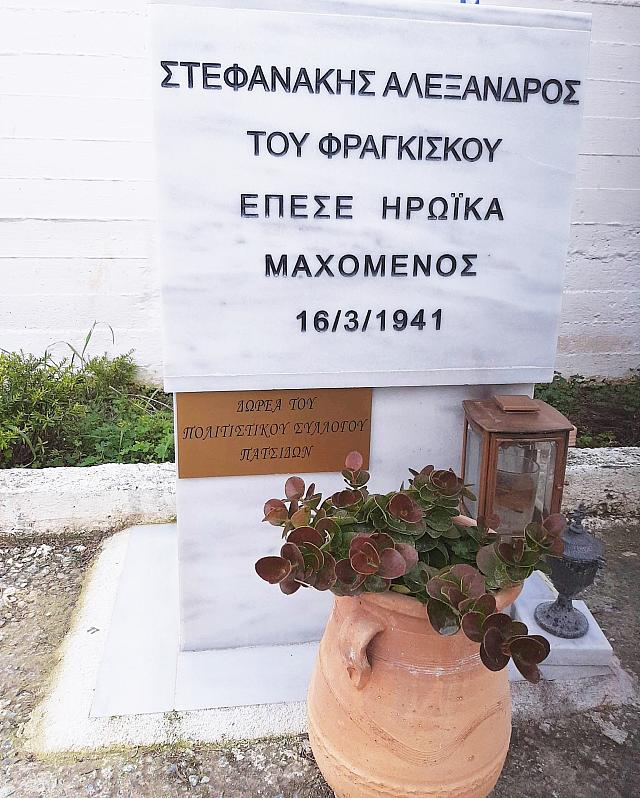 ΣΤΕΦΑΝΑΚΗΣ ΑΛΕΞΑΝΔΡΟΣ
ΤΟΥ ΦΡΑΓΚΙΣΚΟΥ
ΕΠΕΣΕ ΗΡΩΪΚΑ
ΜΑΧΟΜΕΝΟΣ
16/3/1941
ΔΩΡΕΑ ΤΟΥ
ΠΟΛΙΤΙΣΤΙΚΟΥ ΣΥΛΛΟΓΟΥ
ΠΑΤΣΙΔΩΝ